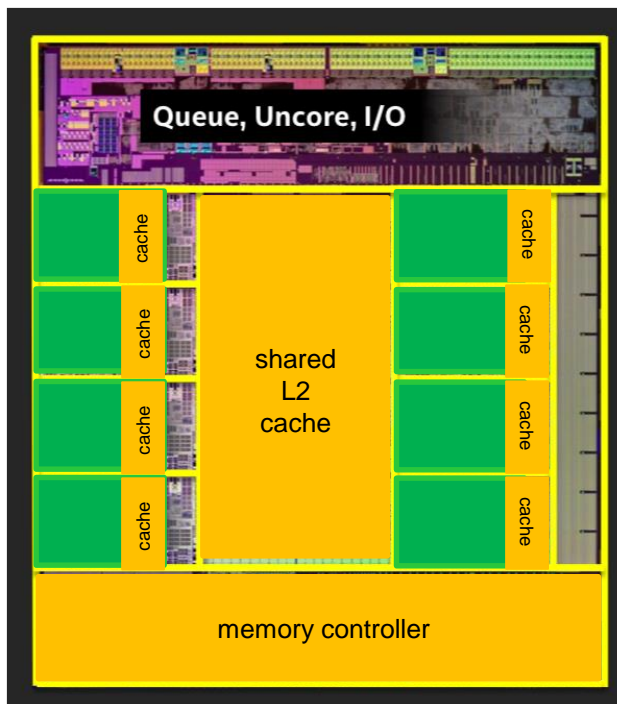 Queue, Uncore, I/O
cache
cache
cache
cache
shared
L2
cache
cache
cache
cache
cache
memory controller